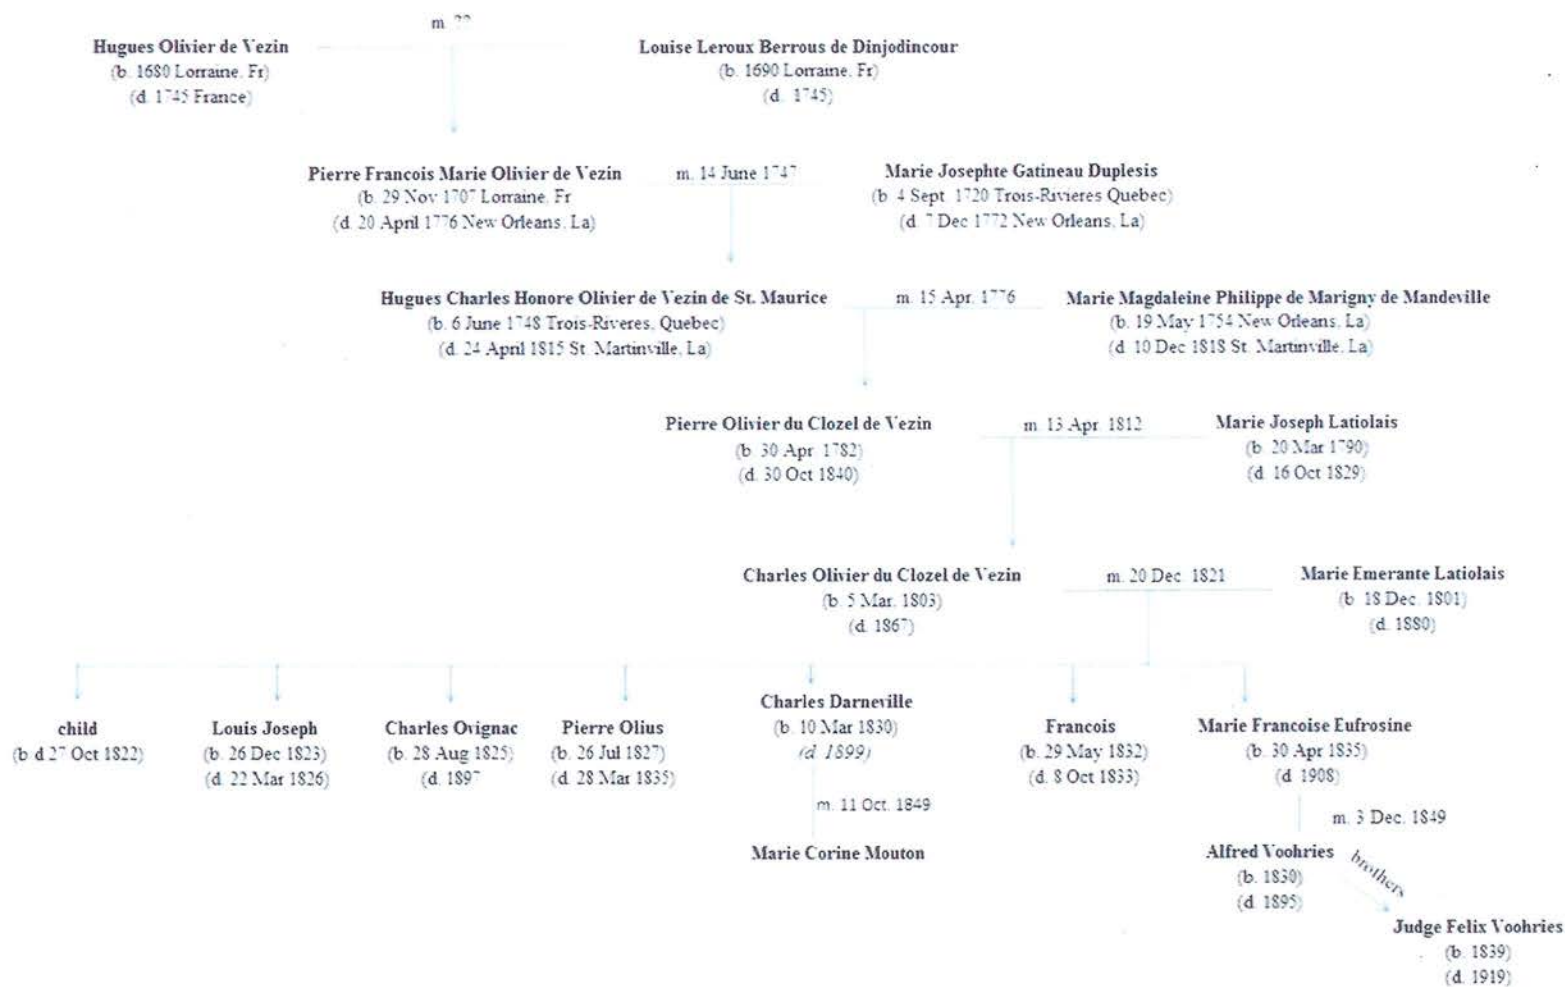 m. ??
Hugues Olivier de Vezin
(b. 1680 Lorraine, Fr)
(d. 1745 France)
Louise Leroux Berrous de Dinjodincour
(b. 1690 Lorraine, Fr)
(d. 1745)
Pierre Francois Marie Olivier de Vezin
(b. 29 Nov 1707 Lorraine, Fr
(d. 20 April 1776 New Orleans, La)
m. 14 June 1747
Marie Josephte Gatineau Duplesis
(b. 4 Sept. 1720 Trois-Rivieres Quebec)
(d. 7 Dec 1772 New Orleans, La)
Hugues Charles Honore Olivier de Vezin de St. Maurice
(b. 6 June 1748 Trois-Riveres, Quebec)
(d. 24 April 1815 St. Martinville, La)
m. 15 Apr. 1776
Marie Magdaleine Philippe de Marigny de Mandeville
(b. 19 May 1754 New Orleans, La)
(d. 10 Dec 1818 St. Martinville, La)
Pierre Olivier du Clozel de Vezin
(b. 30 Apr. 1782)
(d. 30 Oct 1840)
m. 13 Apr. 1812
Marie Joseph Latiolais
(b. 20 Mar 1790)
(d. 16 Oct 1829)
Charles Olivier du Clozel de Vezin
(b. 5 Mar. 1803)
(d. 1867)
m. 20 Dec. 1821
Marie Emerante Latiolais
(b. 18 Dec. 1801)
(d. 1880)
child
(b d 27 Oct 1822)
Louis Joseph
(b. 26 Dec 1823)
(d. 22 Mar 1826)
Charles Ovignac
(b. 28 Aug 1825)
(d. 1897
Pierre Olius
(b. 26 Jul 1827)
(d. 28 Mar 1835)
Charles Darneville
(b. 10 Mar 1830)
(d. 1899)
m. 11 Oct. 1849
Marie Corine Mouton
Francois
(b. 29 May 1832)
(d. 8 Oct 1833)
Marie Francoise Eufrosine
(b. 30 Apr 1835)
(d. 1908)
m. 3 Dec. 1849
Alfred Voohries
(b. 1830)
(d. 1895)
brothers
Judge Felix Voohries
(b. 1839)
(d. 1919)